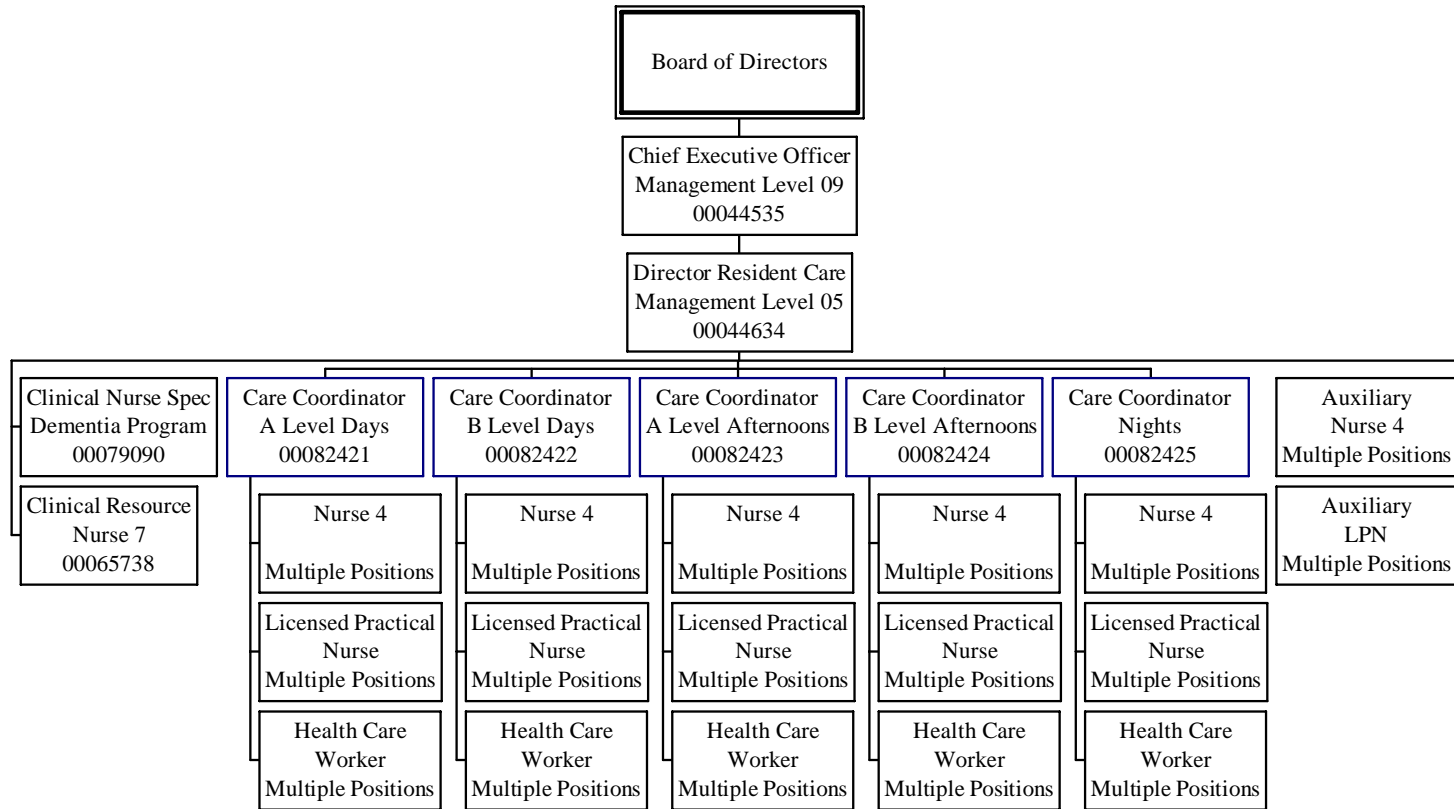 Board of Directors
Chief Executive Officer
Management Level 09
00044535
Director Resident Care
Management Level 05
00044634
Clinical Nurse Spec
Dementia Program
00079090
Clinical Resource
Nurse 7
00065738
Care Coordinator
A Level Days
00082421
Nurse 4
Multiple Positions
Licensed Practical
Nurse
Multiple Positions
Health Care
Worker
Multiple Positions
Care Coordinator
B Level Days
00082422
Nurse 4
Multiple Positions
Licensed Practical
Nurse
Multiple Positions
Health Care
Worker
Multiple Positions
Care Coordinator
A Level Afternoons
00082423
Nurse 4
Multiple Positions
Licensed Practical
Nurse
Multiple Positions
Health Care
Worker
Multiple Positions
Care Coordinator
B Level Afternoons
00082424
Nurse 4
Multiple Positions
Licensed Practical
Nurse
Multiple Positions
Health Care
Worker
Multiple Positions
Care Coordinator
Nights
00082425
Nurse 4
Multiple Positions
Licensed Practical
Nurse
Multiple Positions
Health Care
Worker
Multiple Positions
Auxiliary
Nurse 4
Multiple Positions
Auxiliary
LPN
Multiple Positions